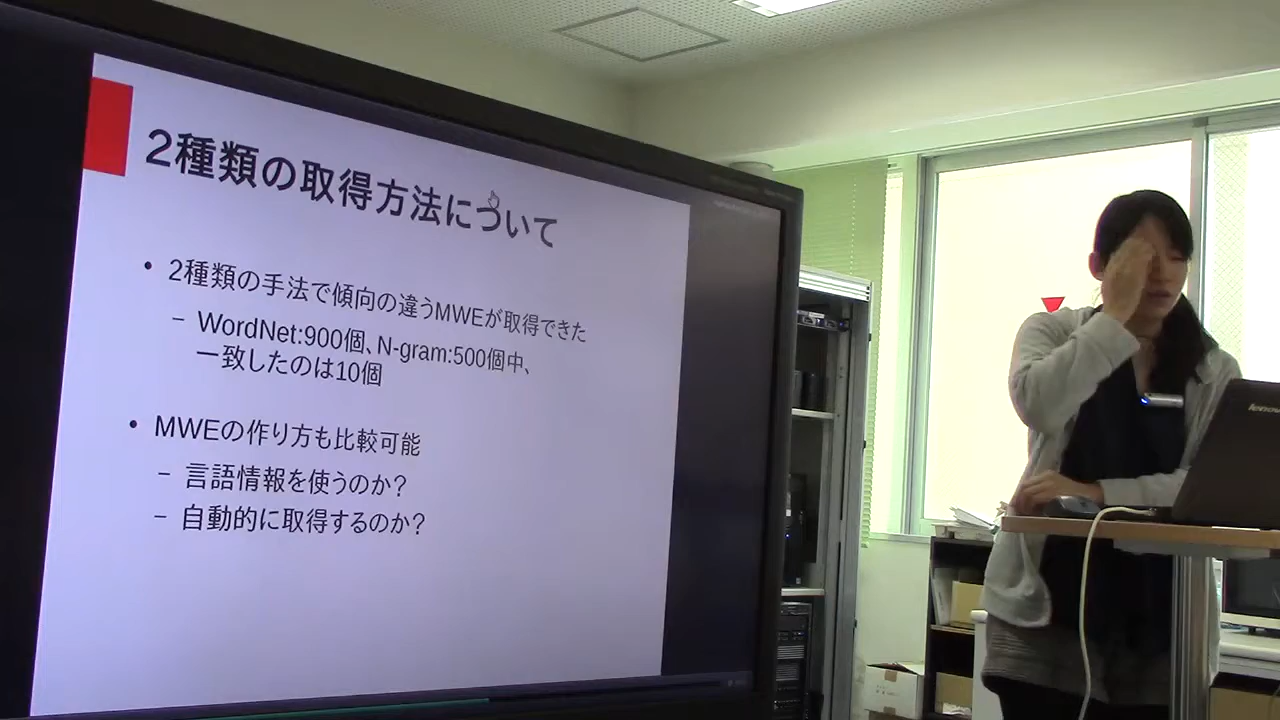 2種類の取得方法について
• 2種類の手法で傾向の違うMWEが取得できた
– WordNet:900個、N-gram:500個中、
一致したのは10個
• MWEの作り方も比較可能
– 言語情報を使うのか?
– 自動的に取得するのか?
lenovo